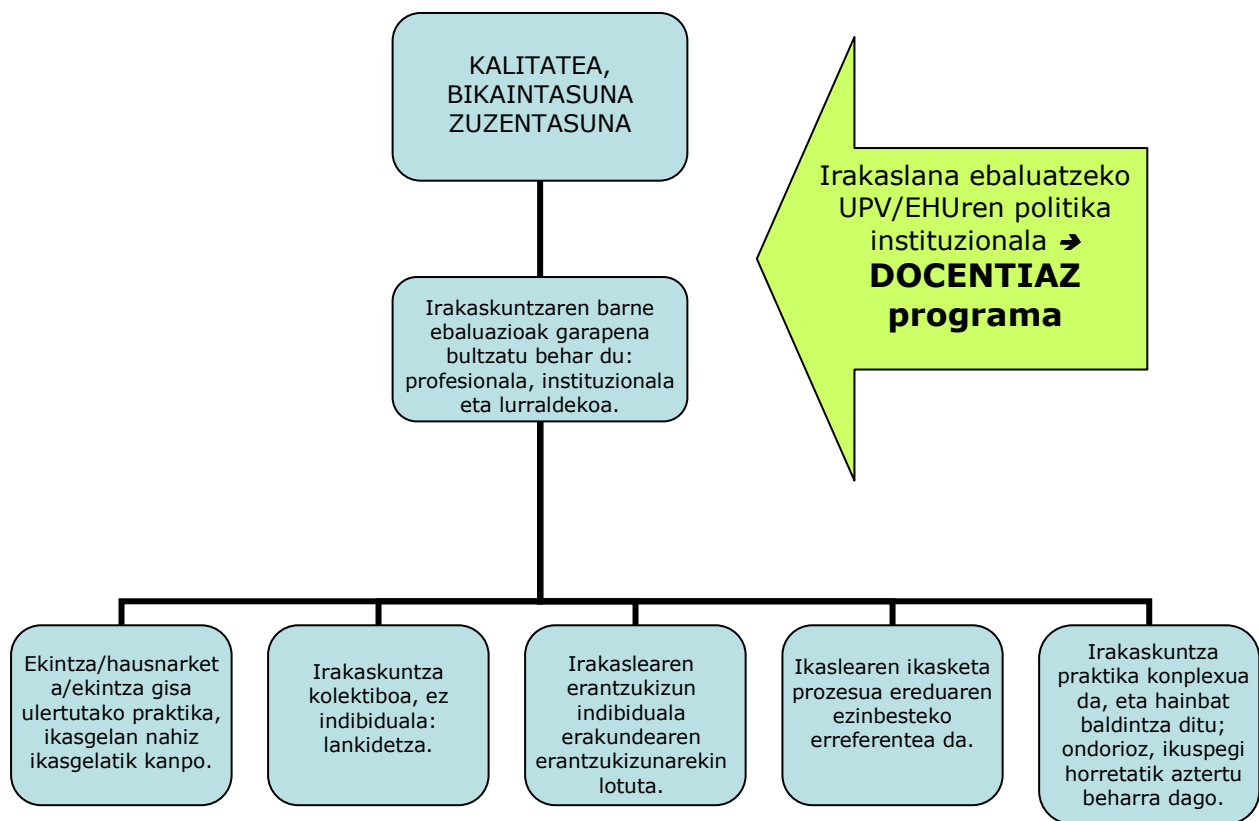 KALITATEA,
BIKAINTASUNA
ZUZENTASUNA
Irakaslana ebaluatzeko
UPV/EHUren politika
instituzionala ➔
DOCENTIAZ
programa
Irakaskuntzaren barne
ebaluazioak garapena
bultzatu behar du:
profesionala, instituzionala
eta lurraldekoa.
Ekintza/hausnarket
a/ekintza gisa
ulertutako praktika,
ikasgelan nahiz
ikasgelatik kanpo.
Irakaskuntza
kolektiboa, ez
indibiduala:
lankidetza.
Irakaslearen
erantzukizun
indibiduala
erakundearen
erantzukizunarekin
lotuta.
Ikaslearen ikasketa
prozesua ereduaren
ezinbesteko
erreferentea da.
Irakaskuntza
praktika konplexua
da, eta hainbat
baldintza ditu;
ondorioz, ikuspegi
horretatik aztertu
beharra dago.